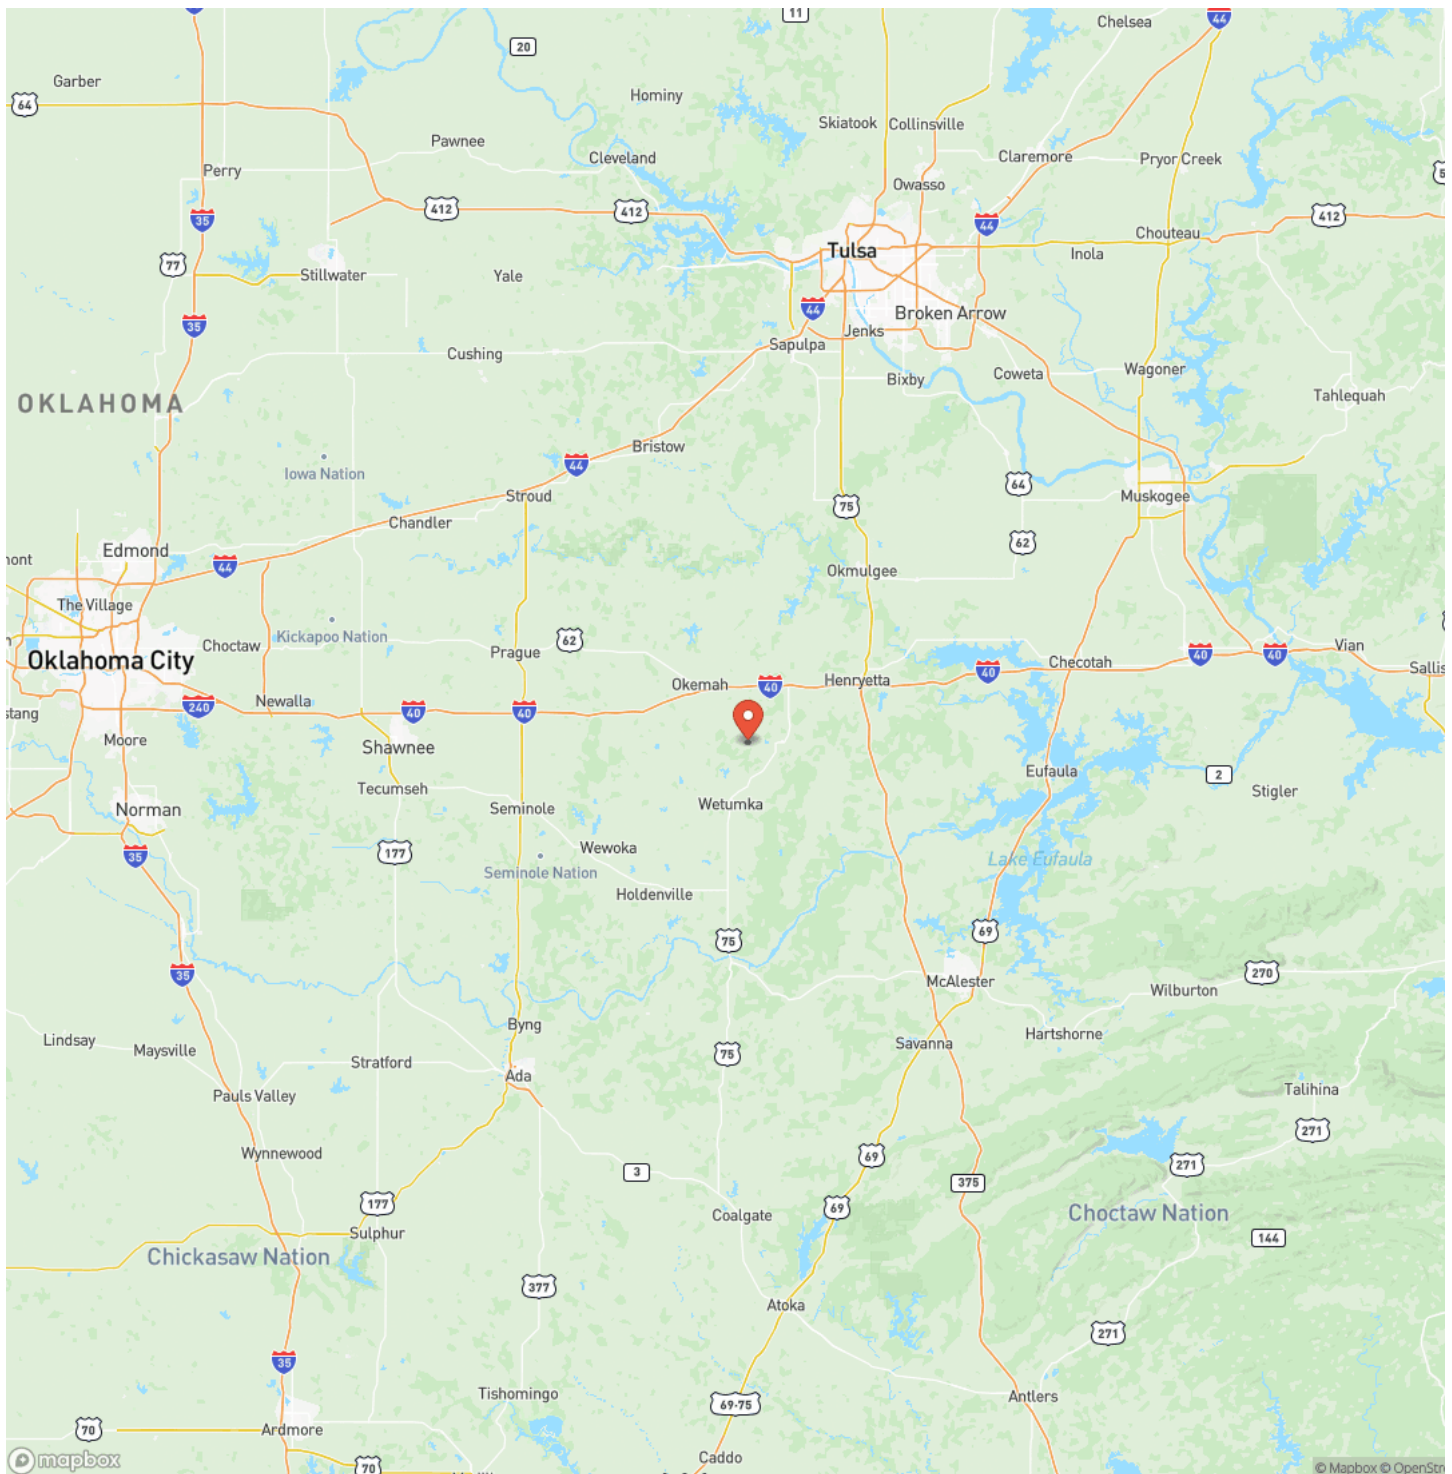 11
Chelsea
44
20
Garber
64
Hominy
Skiatook
Collinsville
Pawnee
Cleveland
Claremore
Pryor Creek
Perry
Owasso
412
412
35
44
412
Chouteau
Tulsa
Inola
77
Stillwater
Yale
44
Broken Arrow
35
Jenks
Sapulpa
Cushing
Wagoner
Coweta
Bixby
Tahlequah
OKLAHOMA
Bristow
44
Iowa Nation
64
Stroud
Muskogee
75
Chandler
62
Edmond
44
Okmulgee
The Village
Kickapoo Nation
62
Choctaw
Vian
Prague
40
40
Oklahoma City
Checotah
40
Henryetta
Okemah
40
Newalla
240
40
40
Moore
Shawnee
Eufaula
2
Tecumseh
Stigler
Norman
Seminole
Wetumka
Wewoka
177
35
Lake Eufaula
Seminole Nation
Holdenville
69
75
35
270
McAlester
Wilburton
Byng
Hartshorne
Lindsay
Maysville
Savanna
75
Stratford
Ada
Talihina
Pauls Valley
271
Wynnewood
69
271
3
375
177
69
Coalgate
Choctaw Nation
Sulphur
144
Chickasaw Nation
377
Atoka
271
35
Tishomingo
Antlers
69-75
70
Ardmore
Caddo
mapbox
70
© Mapbox © OpenStre